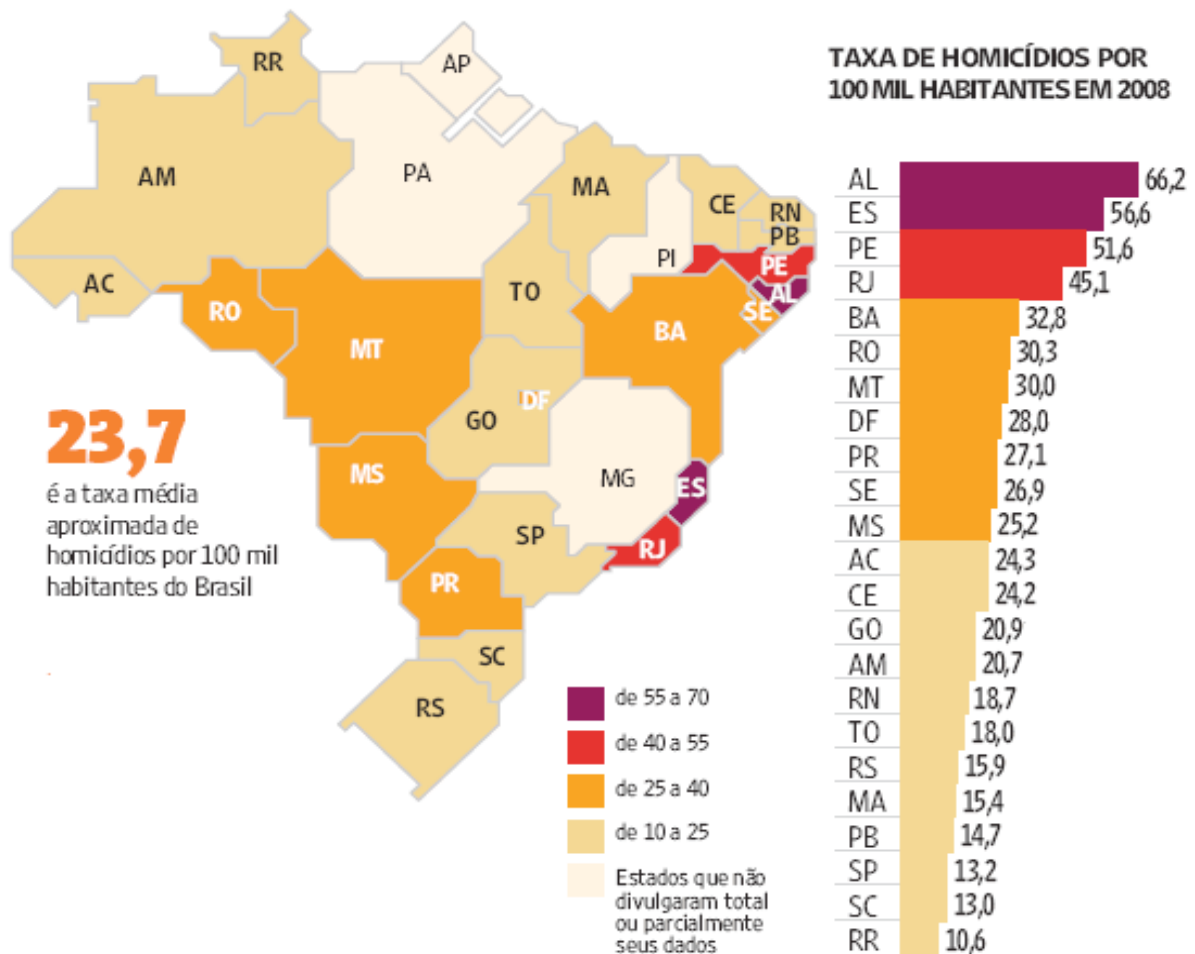 RR
AP
AM
PA
MA
CE
RN
PB
PI
PE
AL
SE
AC
RO
TO
MT
BA
DF
GO
MS
MG
ES
SP
RJ
PR
SC
RS
23,7
é a taxa média
aproximada de
homicídios por 100 mil
habitantes do Brasil
de 55 a 70
de 40 a 55
de 25 a 40
de 10 a 25
Estados que não
divulgaram total
ou parcialmente
seus dados
TAXA DE HOMICÍDIOS POR
100 MIL HABITANTES EM 2008
AL 66,2
ES 56,6
PE 51,6
RJ 45,1
BA 32,8
RO 30,3
MT 30,0
DF 28,0
PR 27,1
SE 26,9
MS 25,2
AC 24,3
CE 24,2
GO 20,9
AM 20,7
RN 18,7
TO 18,0
RS 15,9
MA 15,4
PB 14,7
SP 13,2
SC 13,0
RR 10,6